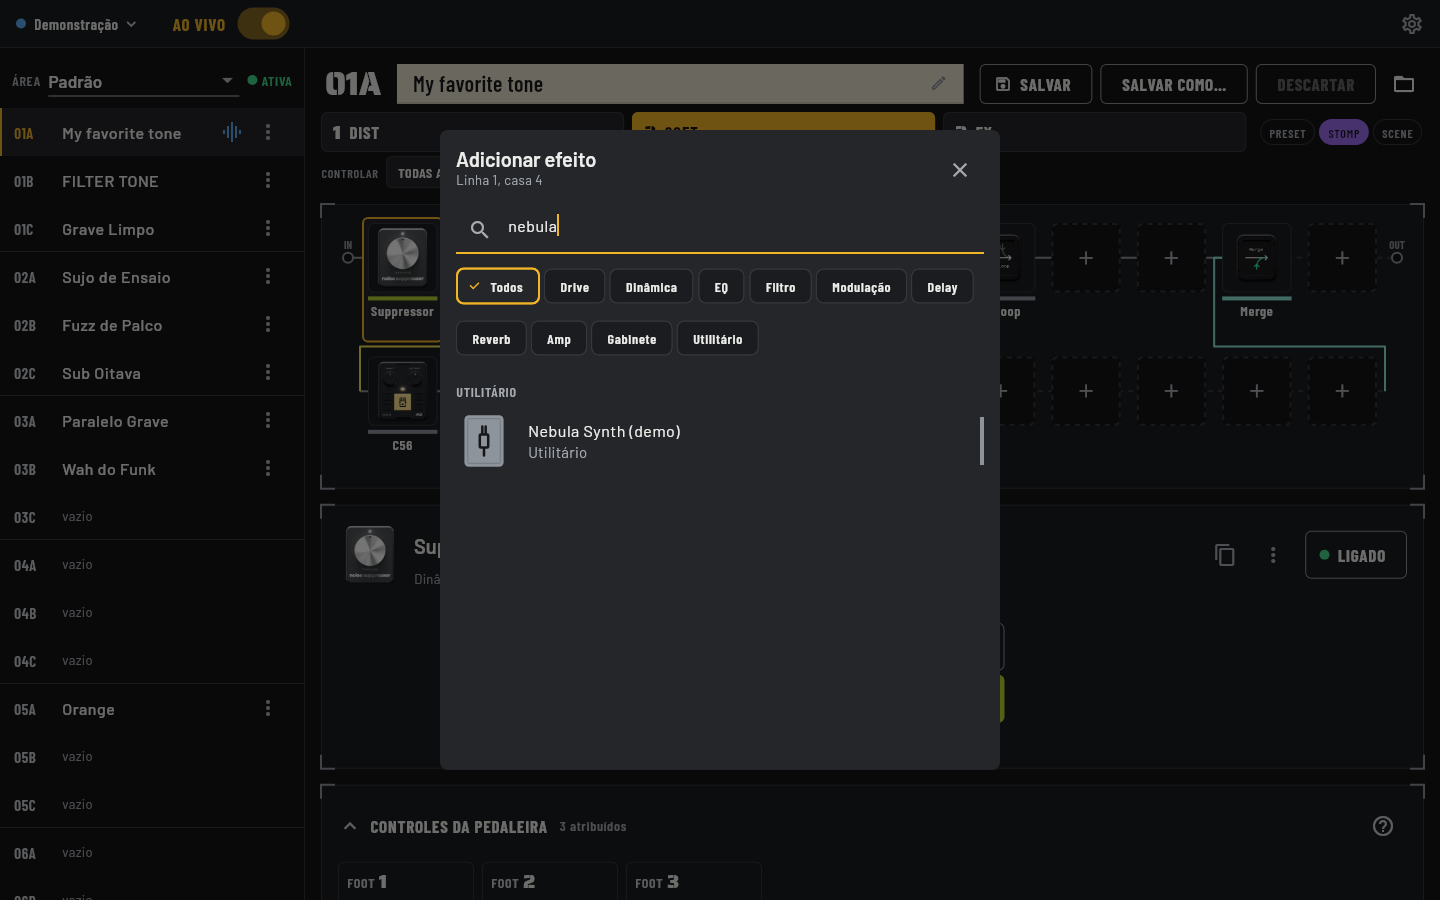 Demonstração
AO VIVO
ÁREA Padrão ATIVA
01A My favorite tone
01B FILTER TONE
01C Grave Limpo
02A Sujo de Ensaio
02B Fuzz de Palco
02C Sub Oitava
03A Paralelo Grave
03B Wah do Funk
03C vazio
04A vazio
04B vazio
04C vazio
05A Orange
05B vazio
05C vazio
06A vazio
01A My favorite tone SALVAR SALVAR COMO... DESCARTAR
1 DIST
PRESET STOMP SCENE
CONTROLAR TODAS A
IN
Suppressor
C56
oop
Merge
OUT
Adicionar efeito
Linha 1, casa 4
nebula
Todos Drive Dinâmica EQ Filtro Modulação Delay
Reverb Amp Gabinete Utilitário
UTILITÁRIO
Nebula Synth (demo)
Utilitário
Sup
Dinâ
LIGADO
CONTROLES DA PEDALEIRA 3 atribuídos
FOOT 1 FOOT 2 FOOT 3